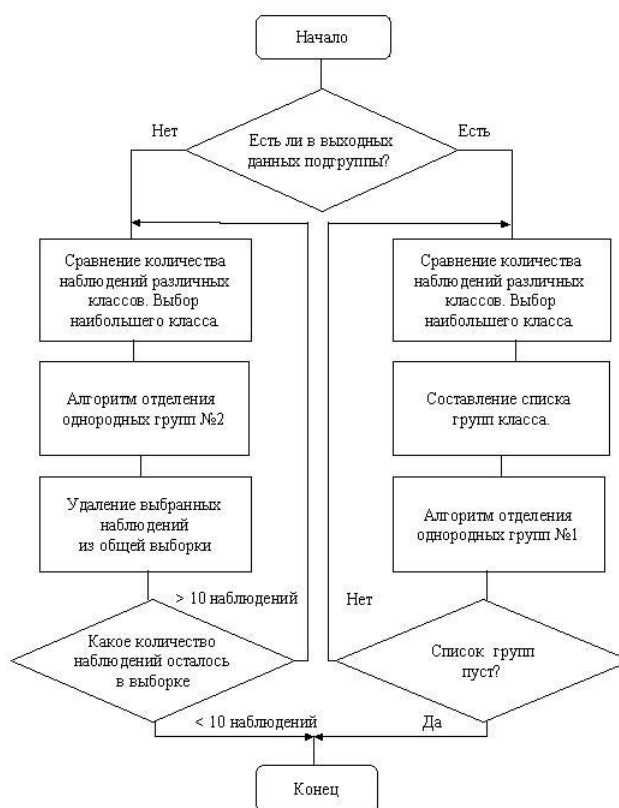 Начало
Нет
Есть
Есть ли в выходных
данных подгруппы?
Сравнение количества
наблюдений различных
классов. Выбор
наибольшего класса.
Алгоритм отделения
однородных групп №2
Удаление выбранных
наблюдений
из общей выборки
> 10 наблюдений
Какое количество
наблюдений осталось
в выборке
< 10 наблюдений
Сравнение количества
наблюдений различных
классов. Выбор
наибольшего класса
Составление списка
групп класса.
Алгоритм отделения
однородных групп №1
Нет
Список групп
пуст?
Да
Конец